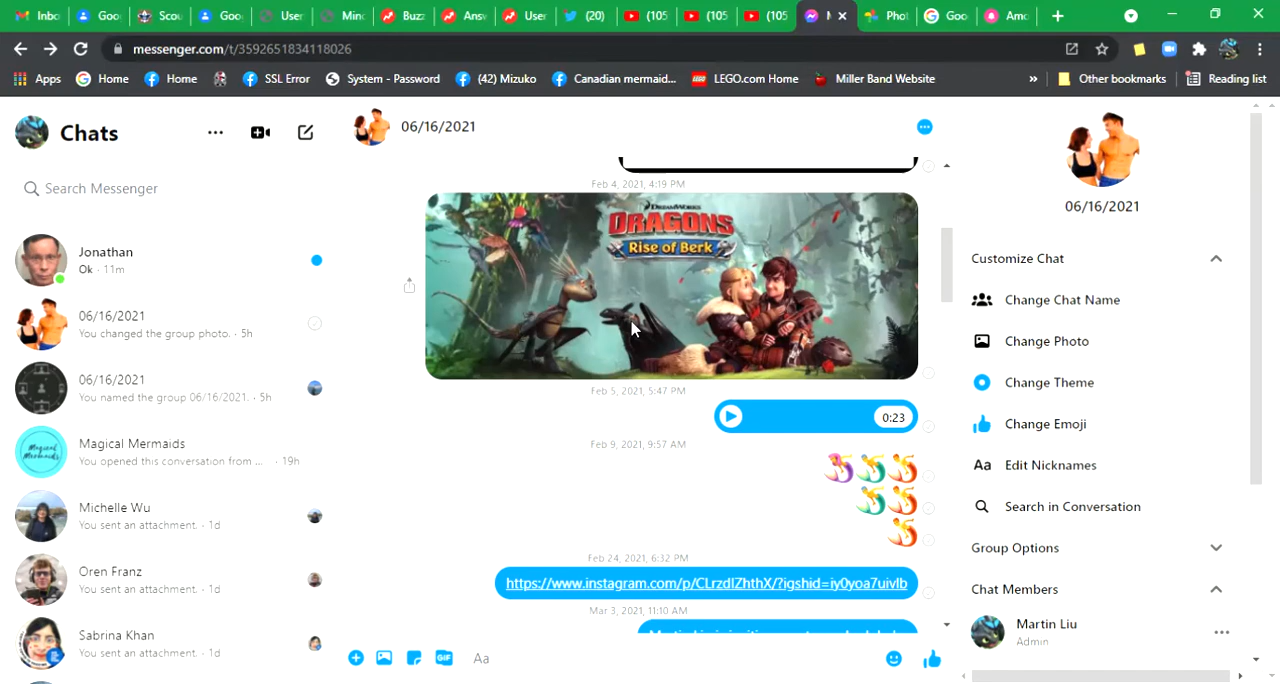 Inbo
Goo
Scou
Goo
User
Minc
Buzz
Answ
User
(20)
(105
(105
(105
Phot
Goo
Amo
messenger.com/t/3592651834118026
Apps
Home
Home
SSL Error
System - Password
(42) Mizuko
Canadian mermaid...
LEGO.com Home
Miller Band Website
»
Other bookmarks
Reading list
Chats
Search Messenger
Jonathan
Ok · 11m
06/16/2021
You changed the group photo. · 5h
06/16/2021
You named the group 06/16/2021. · 5h
Magical Mermaids
Magical Mermaids
You opened this conversation from ... · 19h
Michelle Wu
You sent an attachment. · 1d
Oren Franz
You sent an attachment. · 1d
Sabrina Khan
You sent an attachment. · 1d
06/16/2021
Feb 4, 2021, 4:19 PM
DREAMWORKS
DRAGONS
Rise of Berk
Feb 5, 2021, 5:47 PM
0:23
Feb 9, 2021, 9:57 AM
Feb 24, 2021, 6:32 PM
https://www.instagram.com/p/CLrzdlZhthX/?igshid=iy0yoa7uivlb
Mar 3, 2021, 11:10 AM
GIF
Aa
06/16/2021
Customize Chat
Change Chat Name
Change Photo
Change Theme
Change Emoji
Aa Edit Nicknames
Search in Conversation
Group Options
Chat Members
Martin Liu
Admin